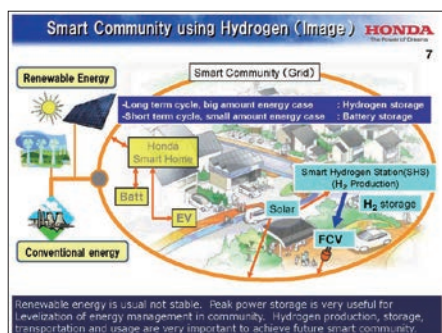 Smart Community using Hydrogen (Image)
HONDA
The Power of Dreams
7
Renewable Energy
Smart Community (Grid)
-Long term cycle, big amount energy case : Hydrogen storage
-Short term cycle, small amount energy case : Battery storage
Honda
Smart Home
Smart Hydrogen Station(SHS)
(H2 Production)
Batt
Solar
H2 storage
EV
FCV
Conventional energy
Renewable energy is usual not stable. Peak power storage is very useful for
Levelization of energy management in community. Hydrogen production, storage,
transportation and usage are very important to achieve future smart community.